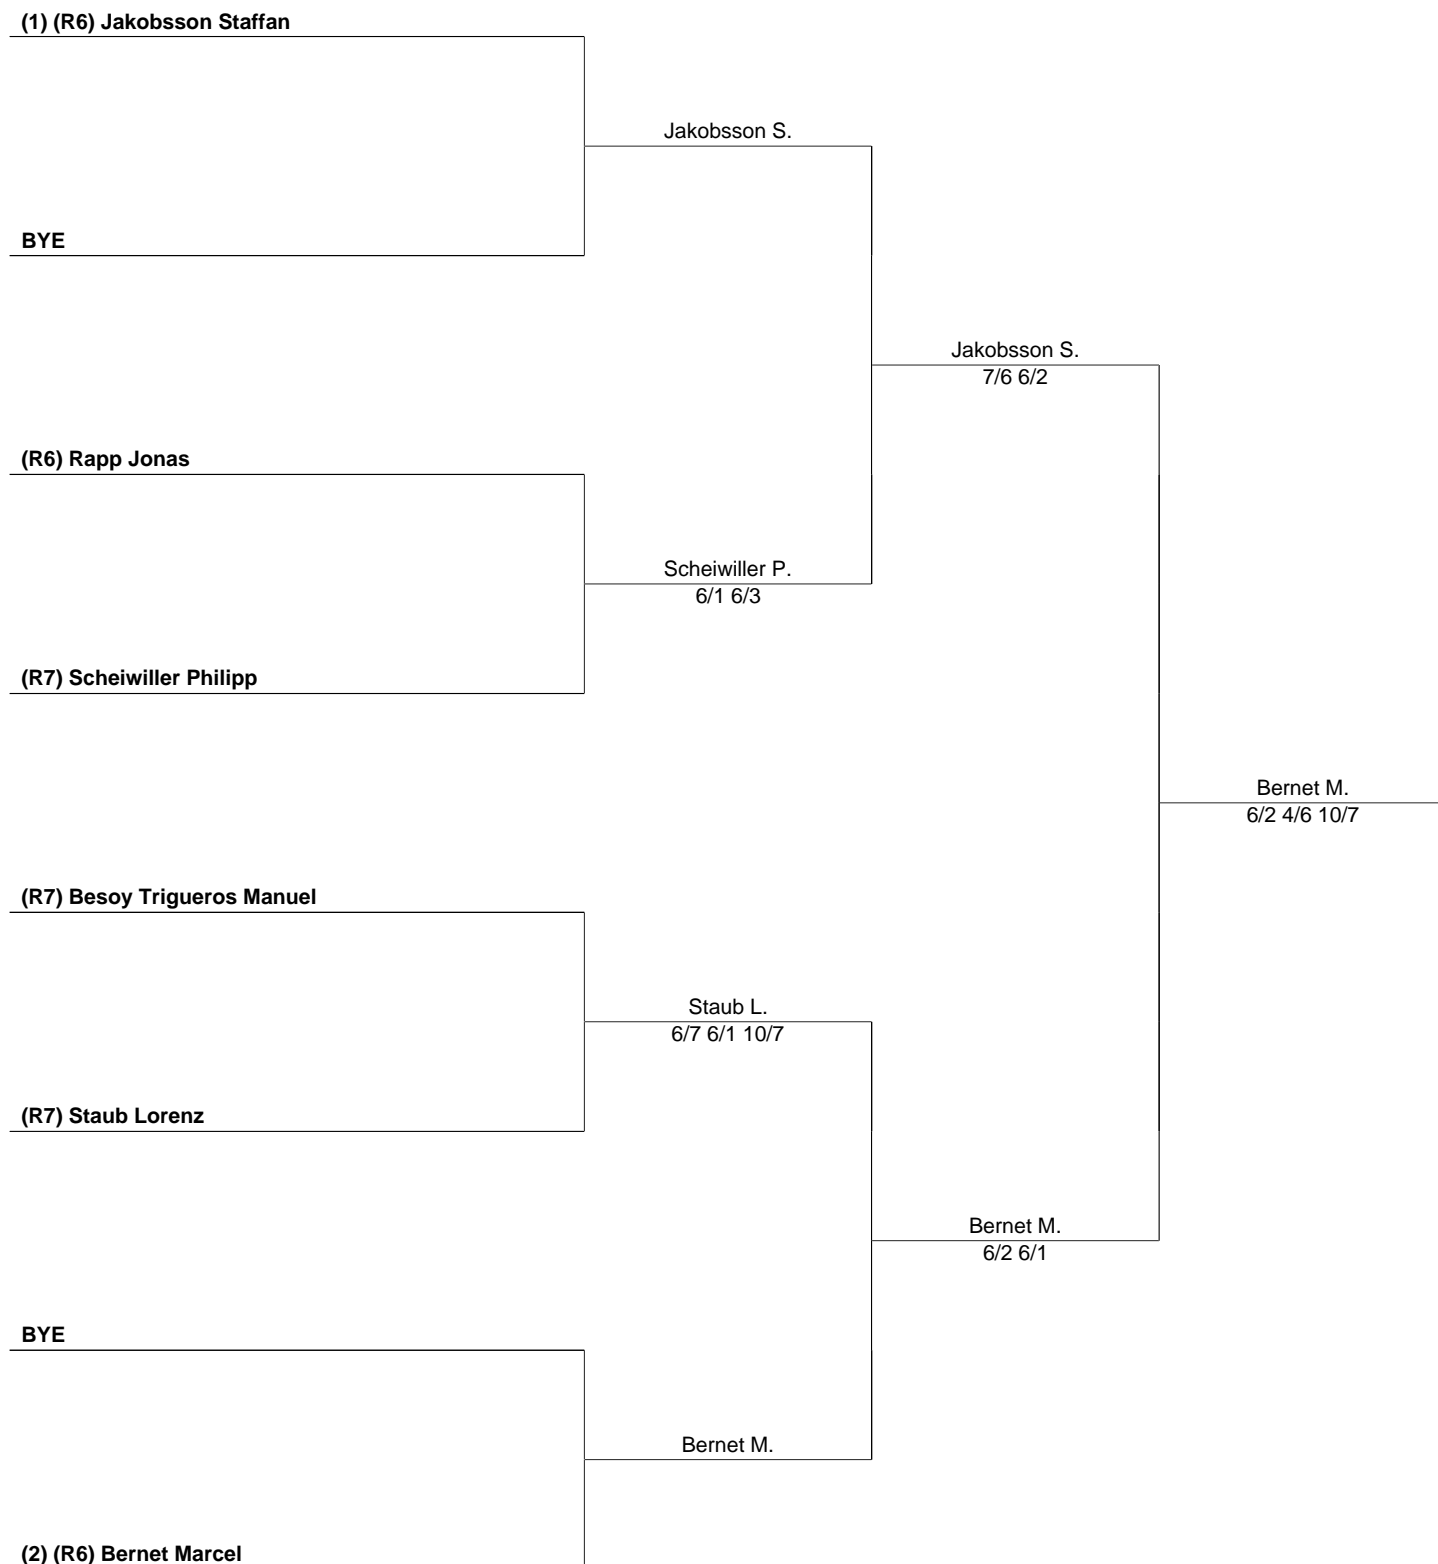 (1) (R6) Jakobsson Staffan
Jakobsson S.
BYE
Jakobsson S.
7/6 6/2
(R6) Rapp Jonas
Scheiwiller P.
6/1 6/3
(R7) Scheiwiller Philipp
Bernet M.
6/2 4/6 10/7
(R7) Besoy Trigueros Manuel
Staub L.
6/7 6/1 10/7
(R7) Staub Lorenz
Bernet M.
6/2 6/1
BYE
Bernet M.
(2) (R6) Bernet Marcel